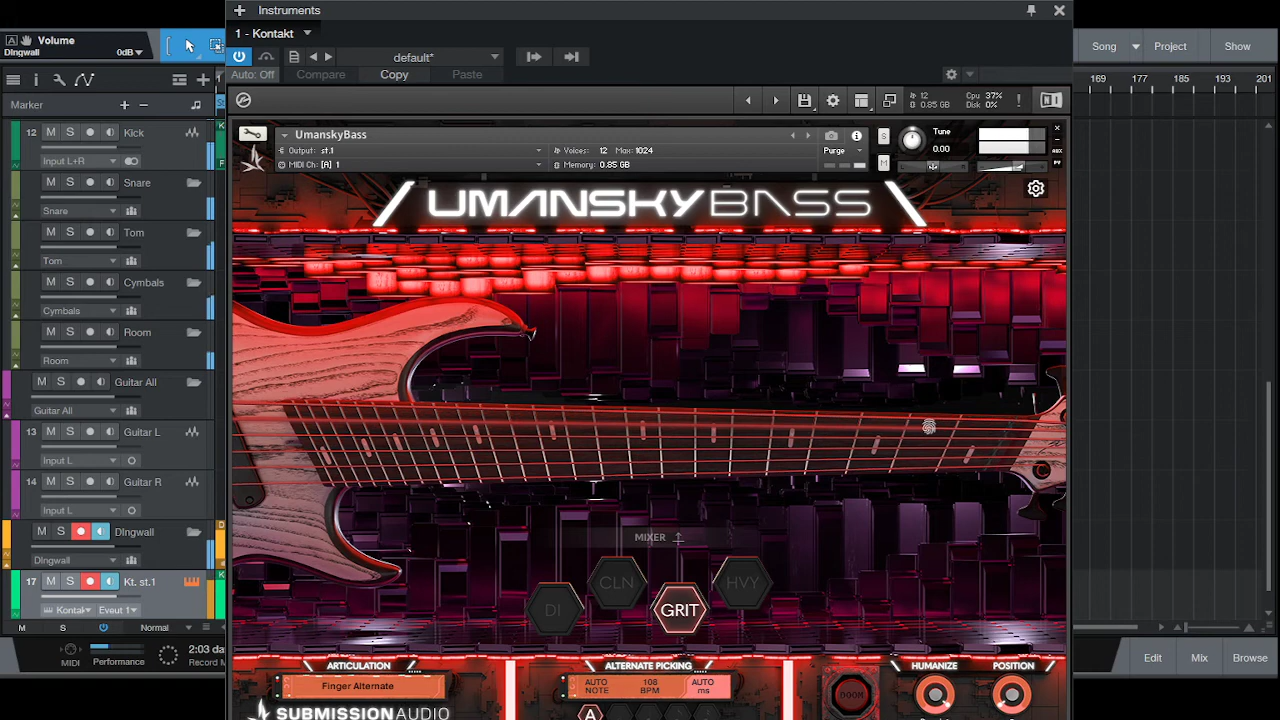 Instruments
1 - Kontakt
Volume
DIngwall
0dB
default*
Auto: Off
Compare
Copy
Paste
Song
Project
Show
Marker
12
0.85 GB
Cpu 37%
Disk 0%
169
177
185
193
201
12
M
S
Kick
Input L+R
M
S
Snare
Snare
M
S
Tom
Tom
M
S
Cymbals
Cymbals
M
S
Room
Room
M
S
Guitar All
Guitar All
13
M
S
Guitar L
Input L
14
M
S
Guitar R
Input L
M
S
DIngwall
DIngwall
17
M
S
Kt. st.1
UmanskyBass
Output: st.1
Voices: 12 Max: 1024
Purge
MIDI Ch: [A] 1
Memory: 0.85 GB
S
M
Tune
0.00
AUX
PV
UMANSKYBASS
MIXER
DI
CLN
GRIT
HVY
M
S
Normal
MIDI
Performance
ARTICULATION
Finger Alternate
SUBMISSIONAUDIO
ALTERNATE PICKING
AUTO
NOTE
108
BPM
AUTO
ms
A
DOOM
HUMANIZE
POSITION
Edit
Mix
Browse